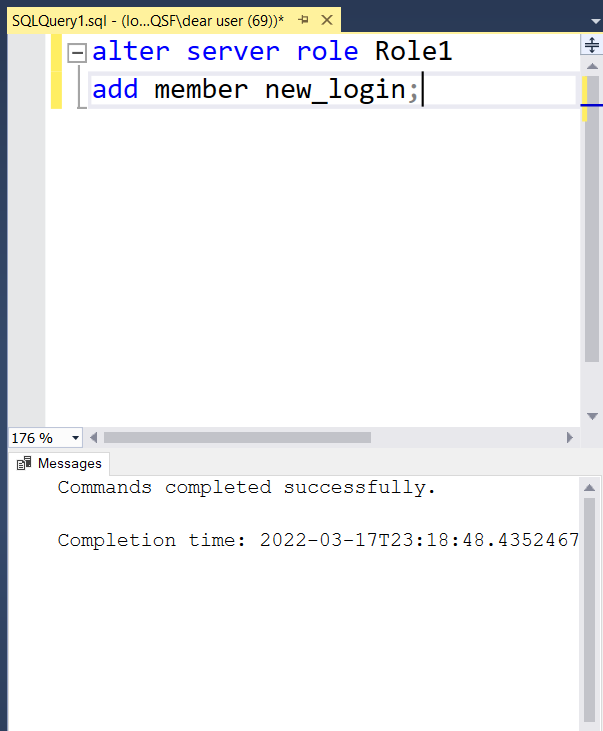 SQLQuery1.sql - (lo...QSF\dear user (69))*
alter server role Role1
add member new_login;
176 %
Messages
Commands completed successfully.
Completion time: 2022-03-17T23:18:48.4352467